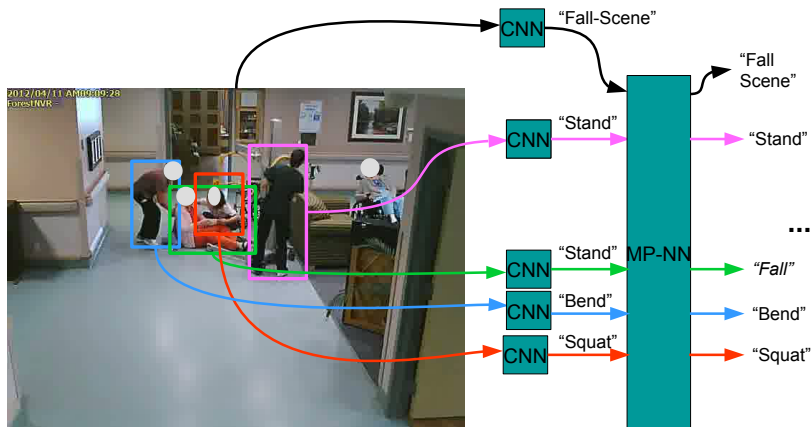 CNN
“Fall-Scene”
2012/04/11 AM09:09:28
ForestNVR -
“Fall
Scene”
CNN
“Stand”
“Stand”
...
CNN
“Stand”
MP-NN
“Fall”
CNN
“Bend”
“Bend”
CNN
“Squat”
“Squat”